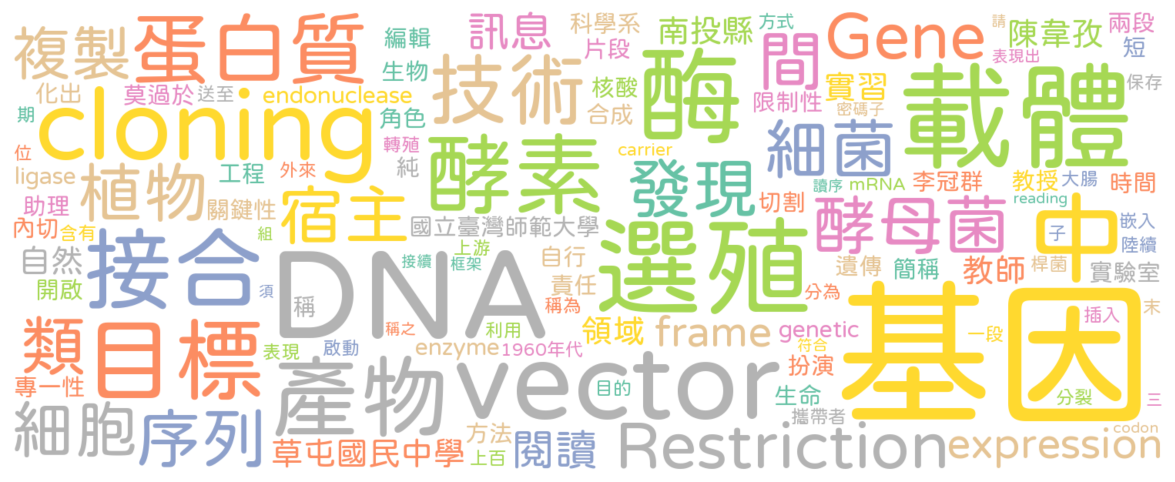 複製
蛋白質
編輯
訊息
科學系
片段
南投縣
方式
間
Gene
請
陳韋孜
表現出
兩段
短
化出
莫過於
送至
生物
endonuclease
技術
核酸
酶
限制性
實習
密碼子
載體
保存
期
cloning
角色
合成
位
ligase
植物
工程
轉殖
外來
純
酵素
carrier
發現
細菌
切割
讀序
mRNA
李冠群
教授
大腸
時間
reading
助理
內切
含有
關鍵性
組
宿主
國立臺灣師範大學
選殖
酵母菌
中
子
嵌入
陸續
自然
開啟
接合
須
DNA
稱
接續
上游
框架
自行
責任
遺傳
簡稱
教師
桿菌
實驗室
類
目標
表現
啟動
稱之
利用
稱為
領域
frame
分為
genetic
基因
插入
末
專一性
產物
enzyme
1960年代
符合
扮演
一段
細胞
序列
vector
目的
生命
攜帶者
分裂
三
草屯國民中學
方法
上百
閱讀
Restriction
expression
codon